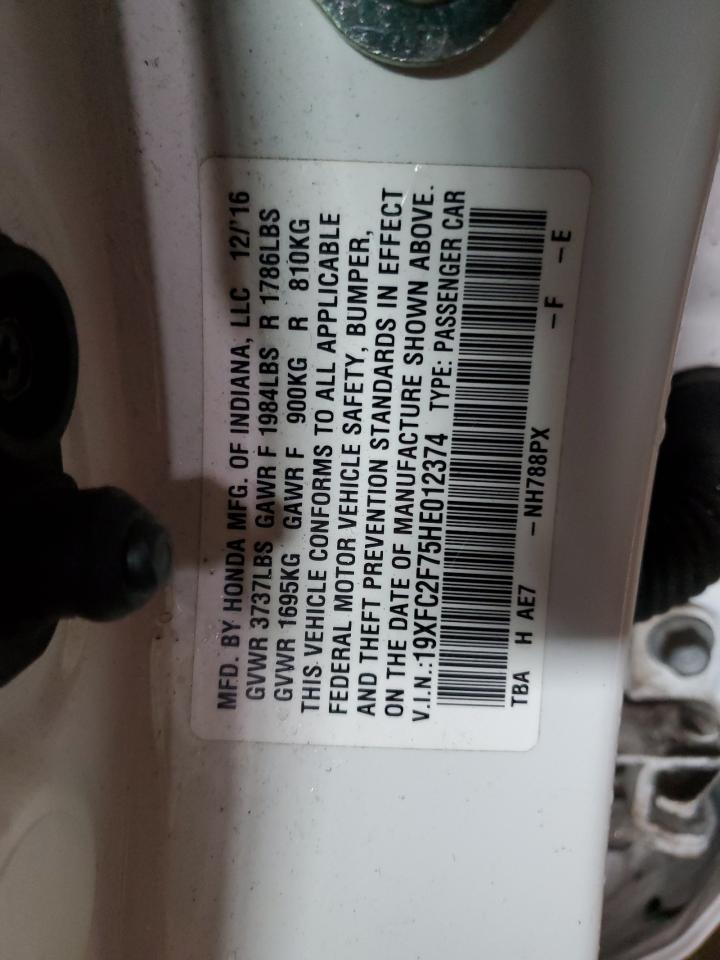 MFD. BY HONDA MFG. OF INDIANA, LLC 12/'16
GVWR 3737LBS GAWR F 1984LBS R 1786LBS
GVWR 1695KG GAWR F 900KG R 810KG
THIS VEHICLE CONFORMS TO ALL APPLICABLE
FEDERAL MOTOR VEHICLE SAFETY, BUMPER,
AND THEFT PREVENTION STANDARDS IN EFFECT
ON THE DATE OF MANUFACTURE SHOWN ABOVE.
V.I.N.:19XFC2F75HE012374 TYPE: PASSENGER CAR
TBA H AE7 -NH788PX -F -E